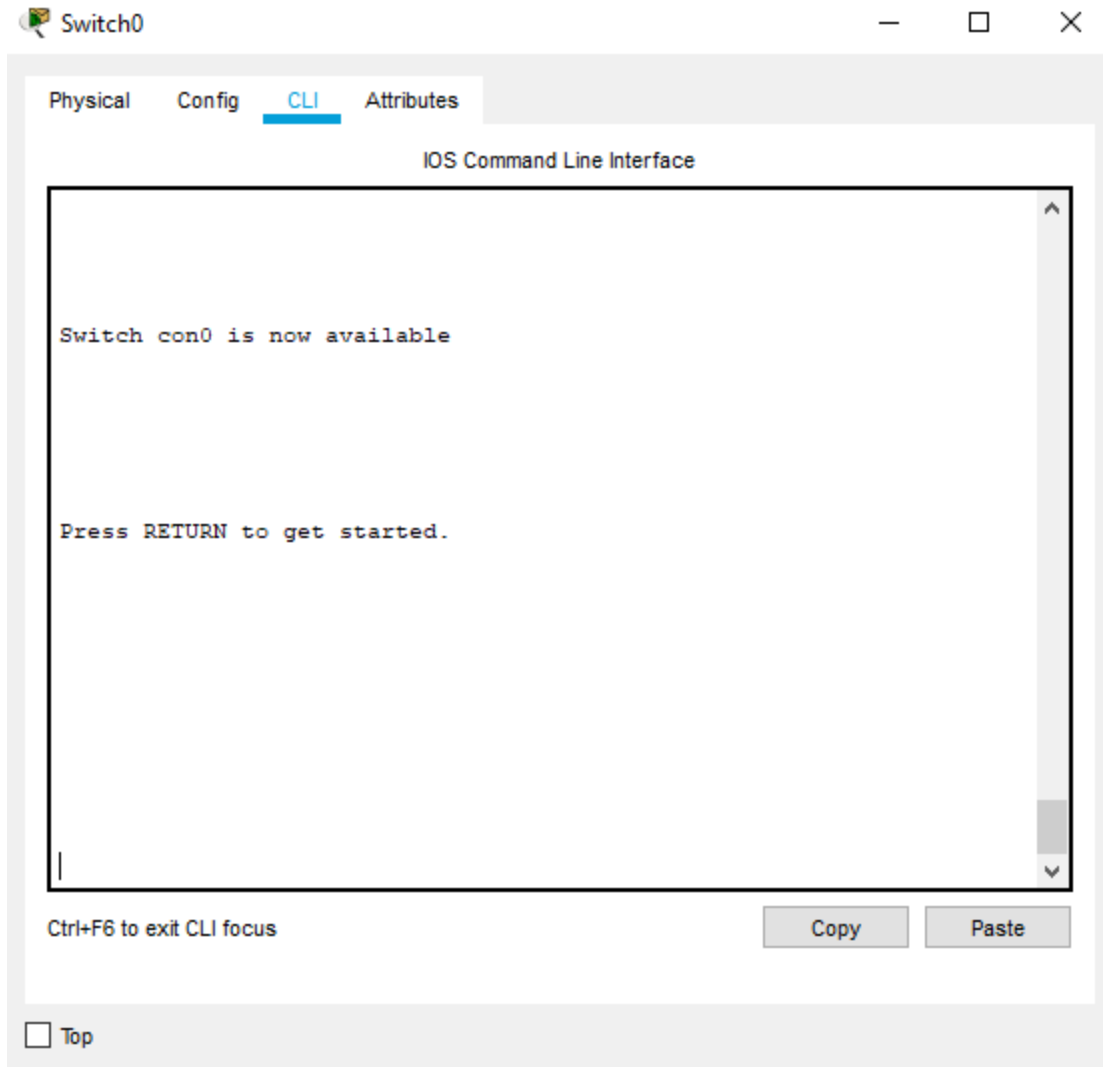 Switch0
Physical Config CLI Attributes
IOS Command Line Interface
Switch con0 is now available
Press RETURN to get started.
Ctrl+F6 to exit CLI focus
Copy Paste
Top